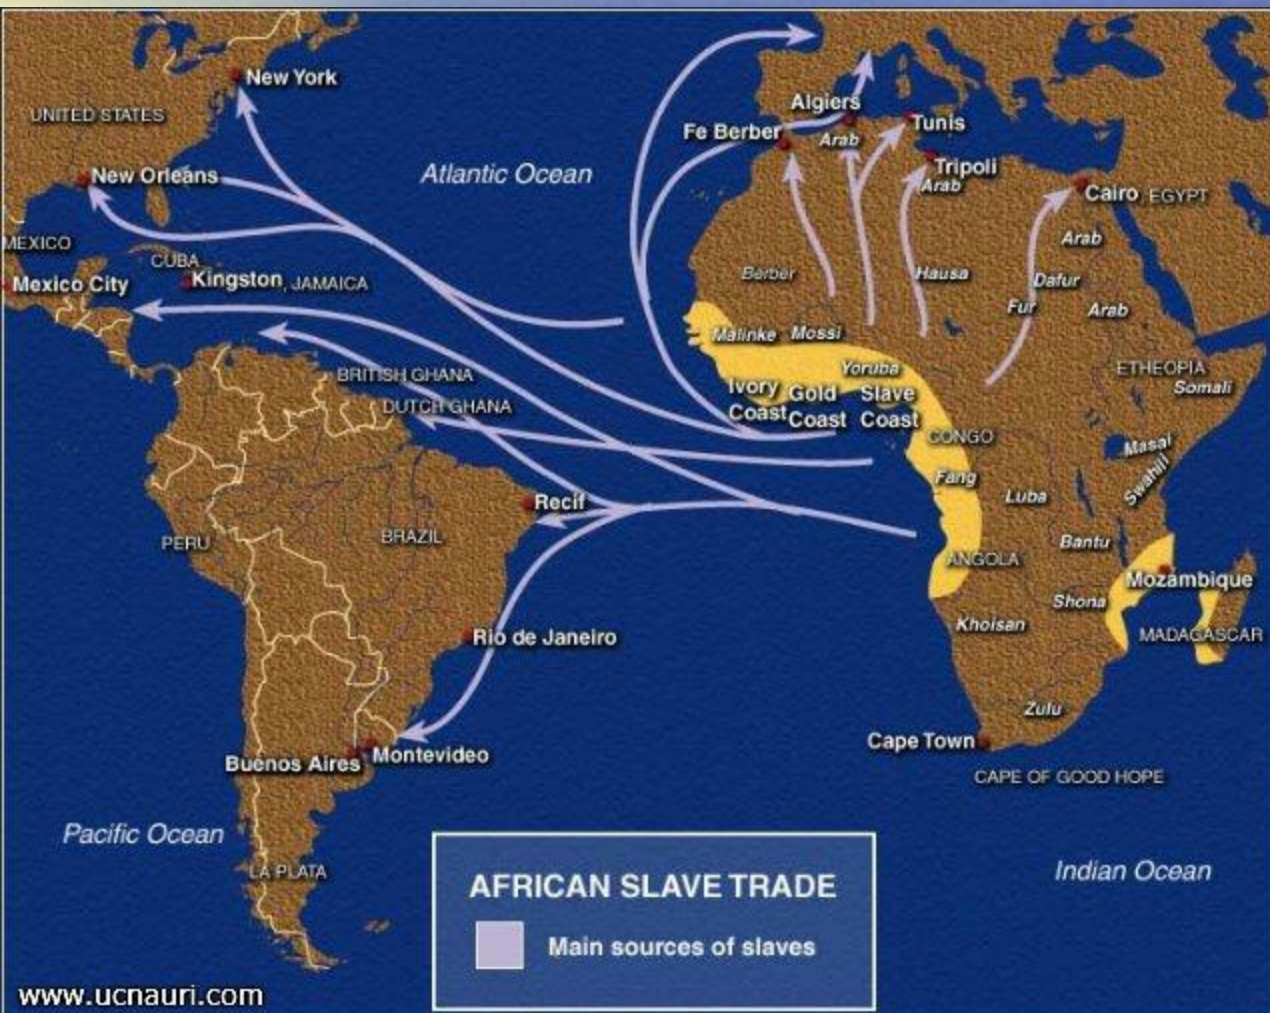 New York
UNITED STATES
Atlantic Ocean
New Orleans
MEXICO
CUBA
Mexico City
Kingston, JAMAICA
BRITISH GHANA
DUTCH GHANA
Recif
PERU
BRAZIL
Rio de Janeiro
Buenos Aires
Montevideo
Pacific Ocean
LA PLATA
Algiers
Fe Berber
Arab
Tunis
Tripoli
Arab
Cairo, EGYPT
Arab
Berber
Hausa
Dafur
Fur
Arab
Malinke
Mossi
Yoruba
ETHEOPIA
Somali
Ivory
Coast
Gold
Coast
Slave
Coast
CONGO
Masai
Swahili
Fang
Luba
Bantu
ANGOLA
Mozambique
Shona
Khoisan
MADAGASCAR
Zulu
Cape Town
CAPE OF GOOD HOPE
Indian Ocean
AFRICAN SLAVE TRADE
Main sources of slaves
www.ucnauri.com